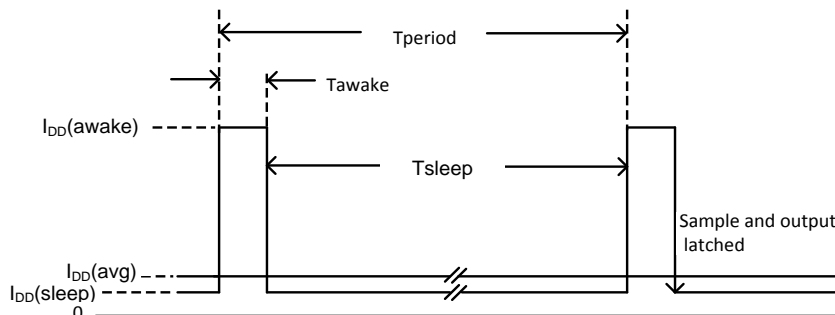 Tperiod
Tawake
IDD(awake)
Tsleep
Sample and output
latched
IDD(avg)
IDD(sleep)
0